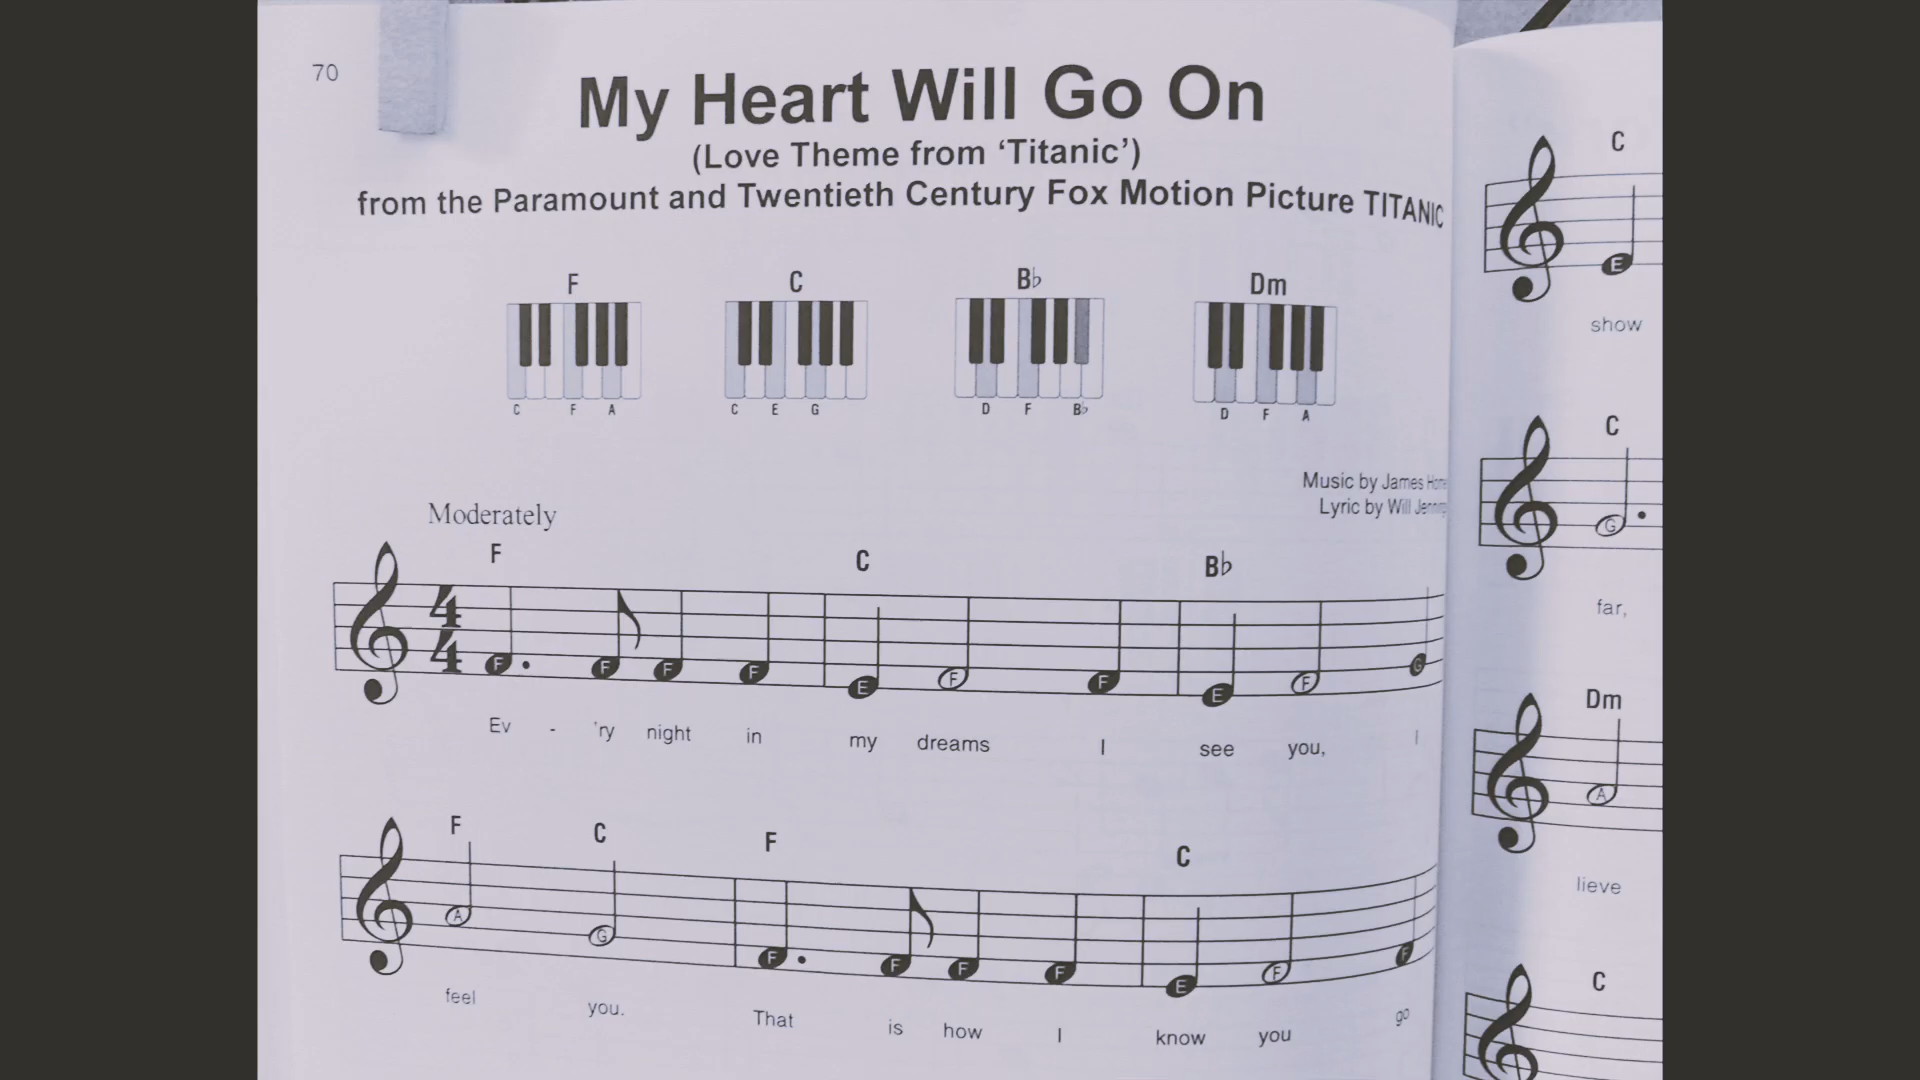 70
My Heart Will Go On
(Love Theme from ‘Titanic’)
from the Paramount and Twentieth Century Fox Motion Picture TITANIC
F C B♭ Dm
C F A C E G D F B♭ D F A
Music by James
Lyric by Will
Moderately
F C B♭
4
4
F F F F E F F E F G
Ev - 'ry night in my dreams I see you, I
F C F C
A G F F F F E F F
feel you. That is how I know you go
C
E
show
C
G
far,
Dm
A
lieve
C